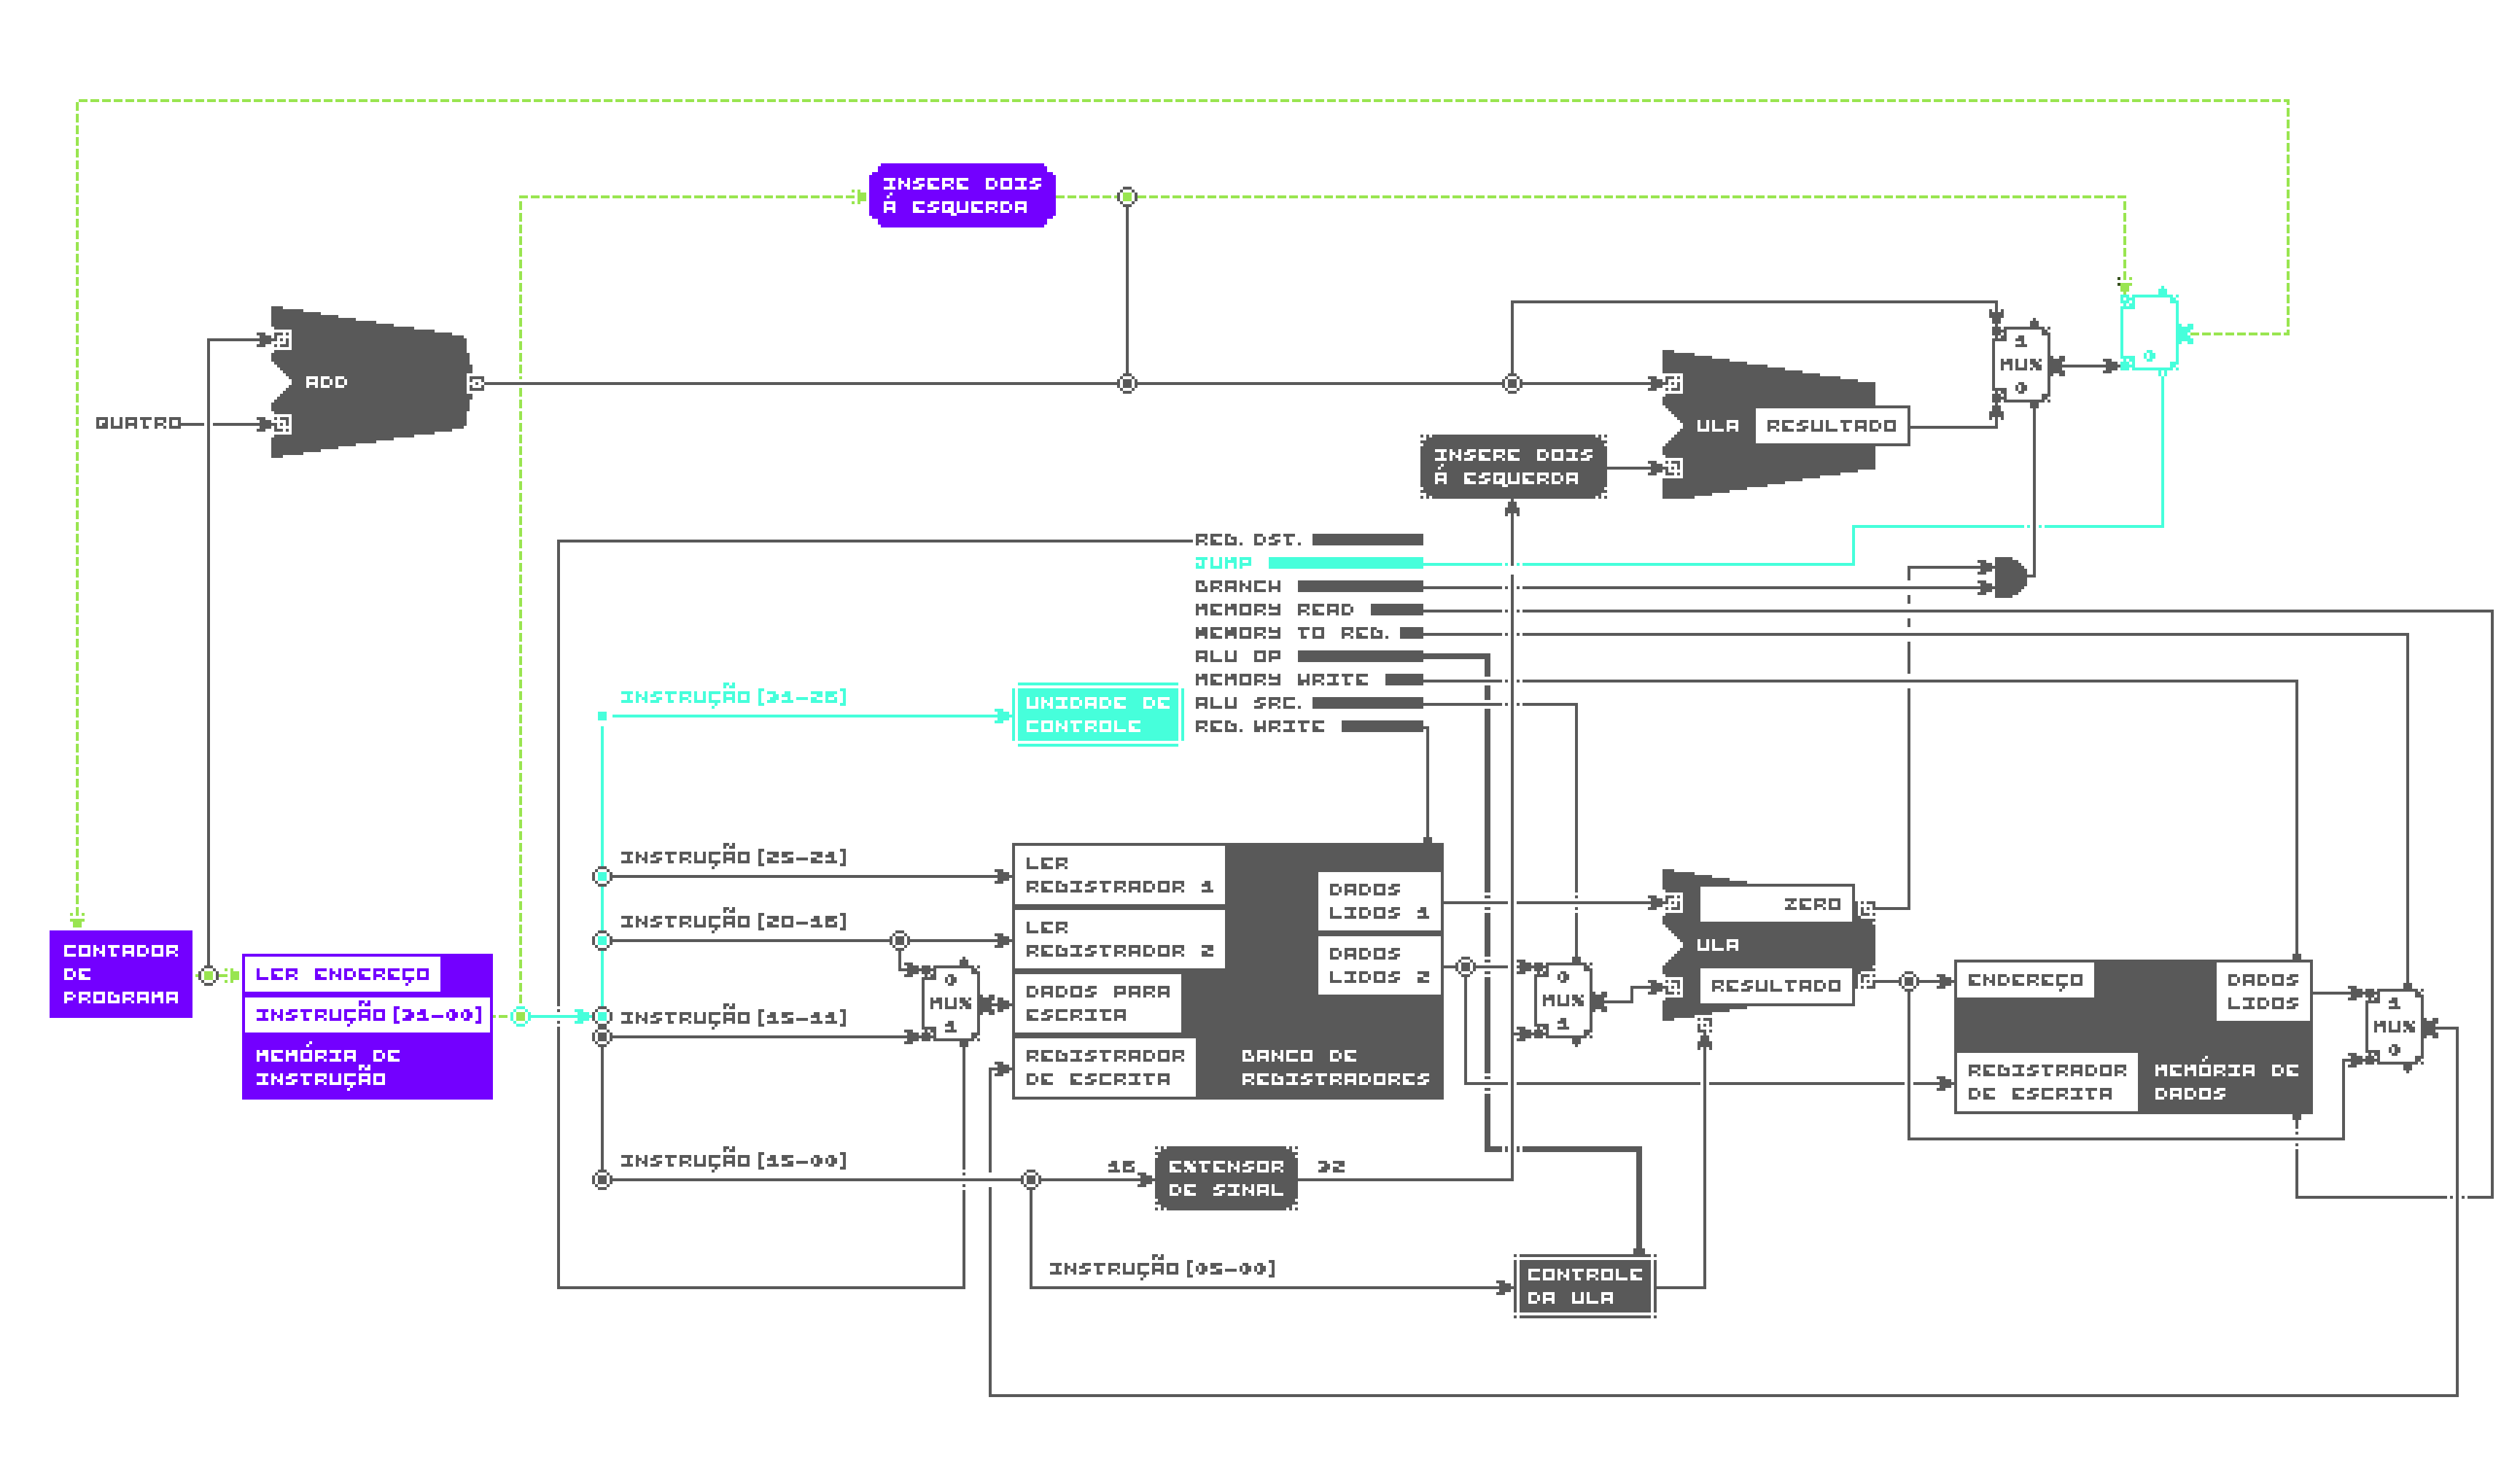 INSERE DOIS
Á ESQUERDA
ADD
QUATRO
1
MUX
0
0
ULA
RESULTADO
INSERE DOIS
Á ESQUERDA
REG. DST.
JUMP
BRANCH
MEMORY READ
MEMORY TO REG.
ALU OP
MEMORY WRITE
ALU SRC.
REG. WRITE
INSTRUÇÃO [31-26]
UNIDADE DE
CONTROLE
INSTRUÇÃO [25-21]
LER
REGISTRADOR 1
INSTRUÇÃO [20-16]
LER
REGISTRADOR 2
INSTRUÇÃO [15-11]
0
MUX
1
DADOS PARA
ESCRITA
REGISTRADOR
DE ESCRITA
BANCO DE
REGISTRADORES
DADOS
LIDOS 1
DADOS
LIDOS 2
CONTADOR
DE
PROGRAMA
LER ENDEREÇO
INSTRUÇÃO [31-00]
MEMÓRIA DE
INSTRUÇÃO
0
MUX
1
ZERO
ULA
RESULTADO
ENDEREÇO
DADOS
LIDOS
REGISTRADOR
DE ESCRITA
MEMÓRIA DE
DADOS
1
MUX
0
INSTRUÇÃO [15-00]
16
EXTENSOR
DE SINAL
32
INSTRUÇÃO [05-00]
CONTROLE
DA ULA